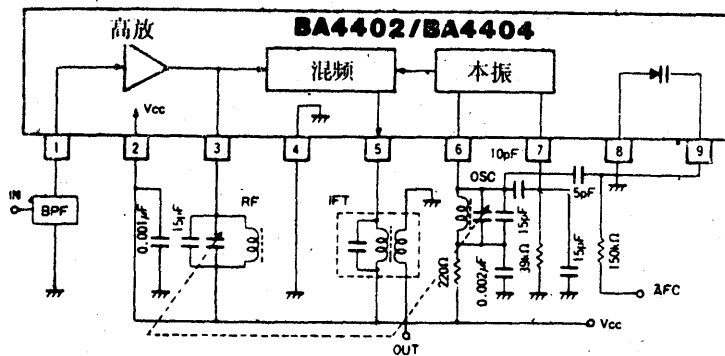 BA4402/BA4404
高放
混频
本振
Vcc
1
2
3
4
5
6
7
8
9
10pF
IN
BPF
0.001μF
15μF
RF
IFT
OSC
220Ω
0.002μF
15pF
39kΩ
15μF
5pF
150kΩ
AFC
Vcc
OUT